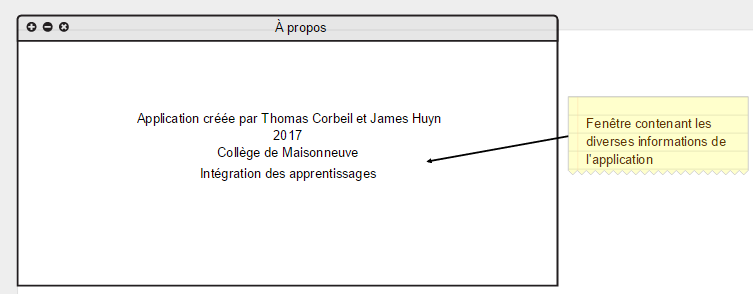 À propos
Application créée par Thomas Corbeil et James Huyn
2017
Collège de Maisonneuve
Intégration des apprentissages
Fenêtre contenant les
diverses informations de
l'application